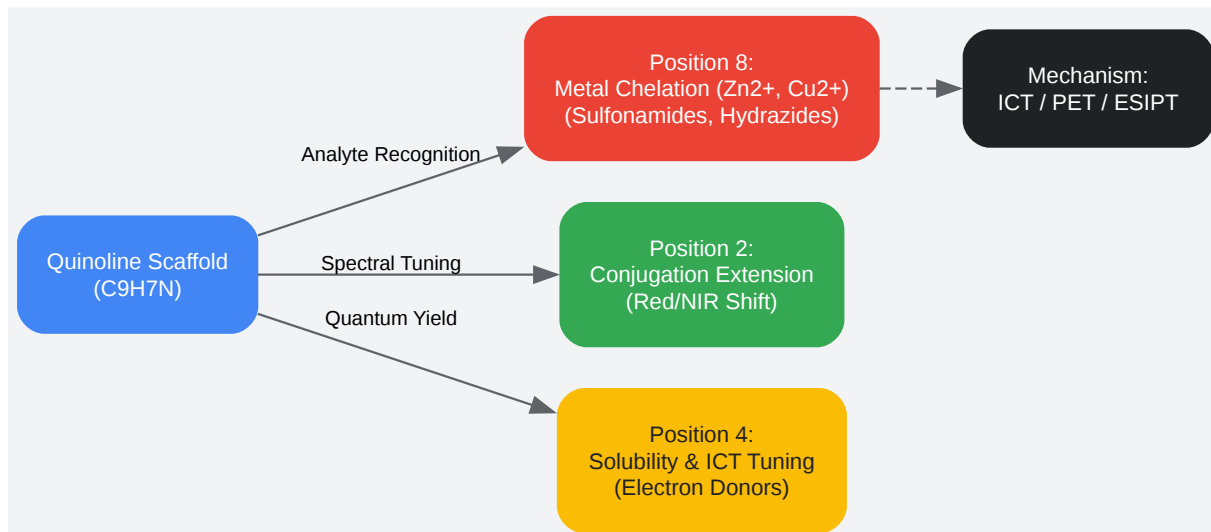 Position 8:
Metal Chelation (Zn2+, Cu2+)
(Sulfonamides, Hydrazides)
Mechanism:
ICT / PET / ESIPT
Analyte Recognition
Quinoline Scaffold
(C9H7N)
Spectral Tuning
Position 2:
Conjugation Extension
(Red/NIR Shift)
Quantum Yield
Position 4:
Solubility & ICT Tuning
(Electron Donors)